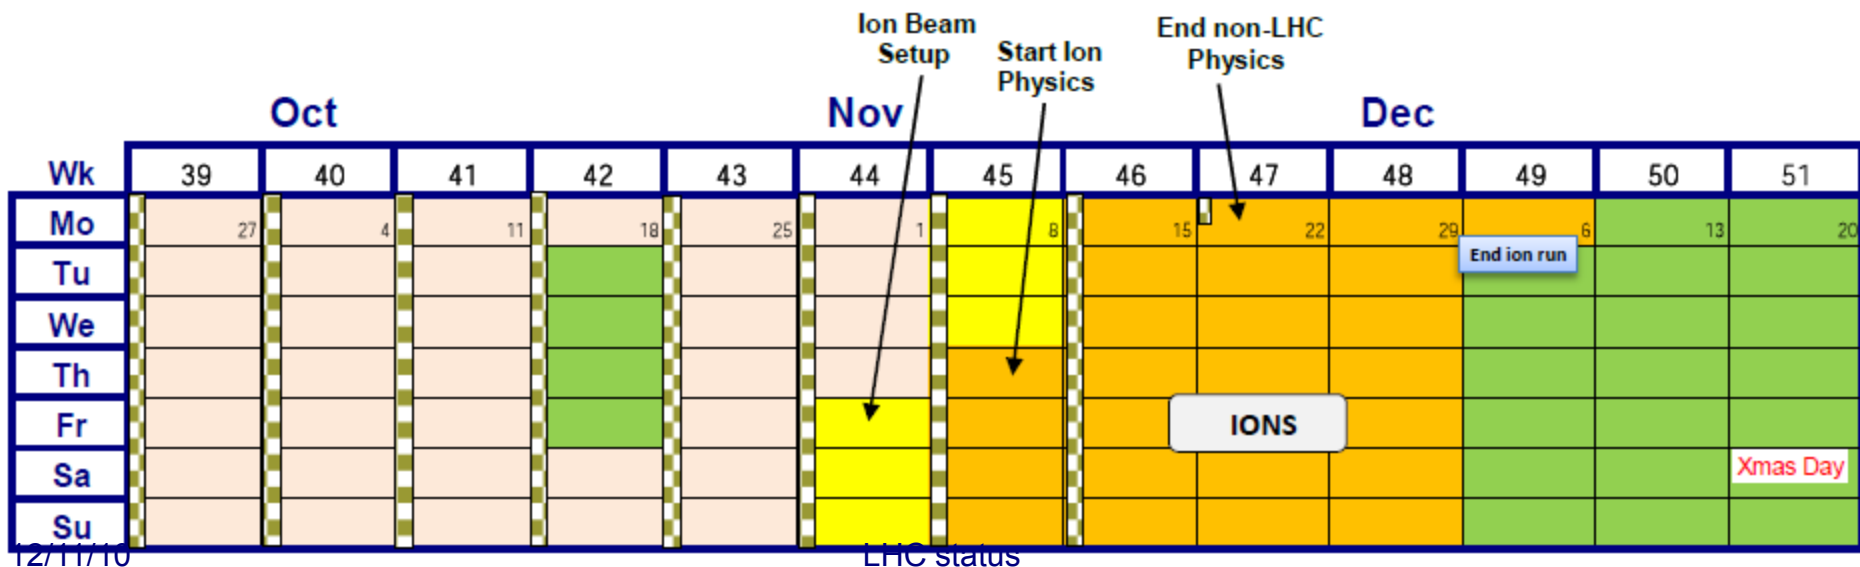 Ion Beam
Setup
Start Ion
Physics
End non-LHC
Physics
Oct Nov Dec
Wk 39 40 41 42 43 44 45 46 47 48 49 50 51
Mo 27 4 11 18 25 1 8 15 22 29 6 13 20
Tu End ion run
We
Th
Fr IONS
Sa Xmas Day
Su
12/11/10 LHC status